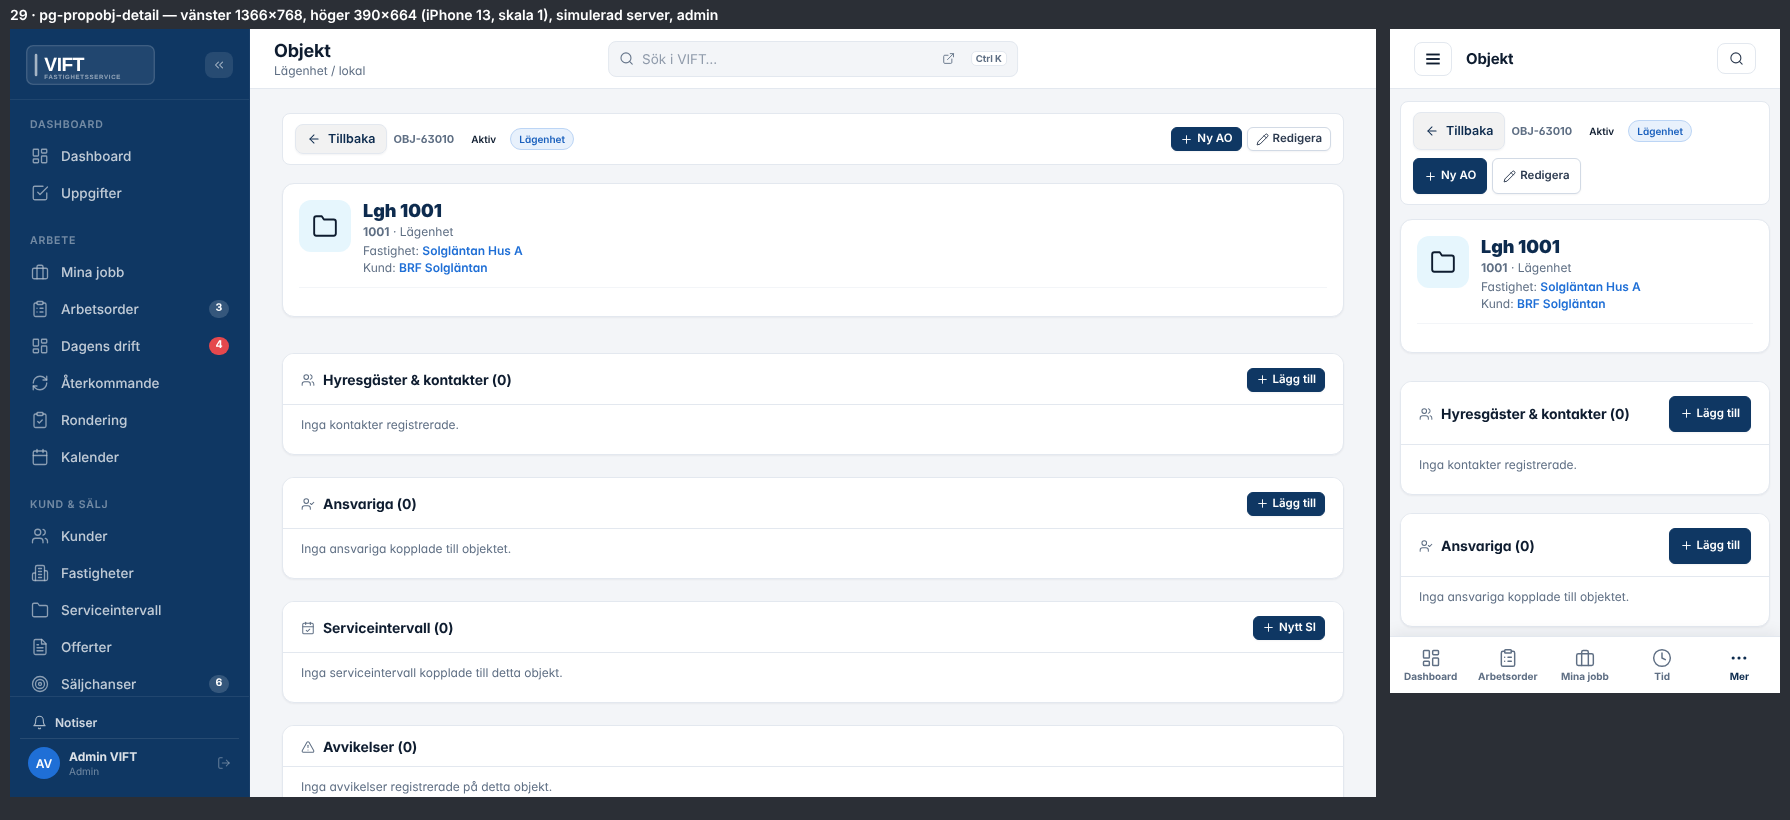 29 · pg-propobj-detail — vänster 1366×768, höger 390×664 (iPhone 13, skala 1), simulerad server, admin
VIFT
FASTIGHETSSERVICE
DASHBOARD
Dashboard
Uppgifter
ARBETE
Mina jobb
Arbetsorder 3
Dagens drift 4
Återkommande
Rondering
Kalender
KUND & SÄLJ
Kunder
Fastigheter
Serviceintervall
Offerter
Säljchanser 6
Notiser
AV
Admin VIFT
Admin
Objekt
Lägenhet / lokal
Sök i VIFT... Ctrl K
Tillbaka OBJ-63010 Aktiv Lägenhet
Ny AO Redigera
Lgh 1001
1001 · Lägenhet
Fastighet: Solgläntan Hus A
Kund: BRF Solgläntan
Hyresgäster & kontakter (0) + Lägg till
Inga kontakter registrerade.
Ansvariga (0) + Lägg till
Inga ansvariga kopplade till objektet.
Serviceintervall (0) + Nytt SI
Inga serviceintervall kopplade till detta objekt.
Avvikelser (0)
Inga avvikelser registrerade på detta objekt.
Objekt
Tillbaka OBJ-63010 Aktiv Lägenhet
+ Ny AO Redigera
Lgh 1001
1001 · Lägenhet
Fastighet: Solgläntan Hus A
Kund: BRF Solgläntan
Hyresgäster & kontakter (0) + Lägg till
Inga kontakter registrerade.
Ansvariga (0) + Lägg till
Inga ansvariga kopplade till objektet.
Dashboard Arbetsorder Mina jobb Tid Mer